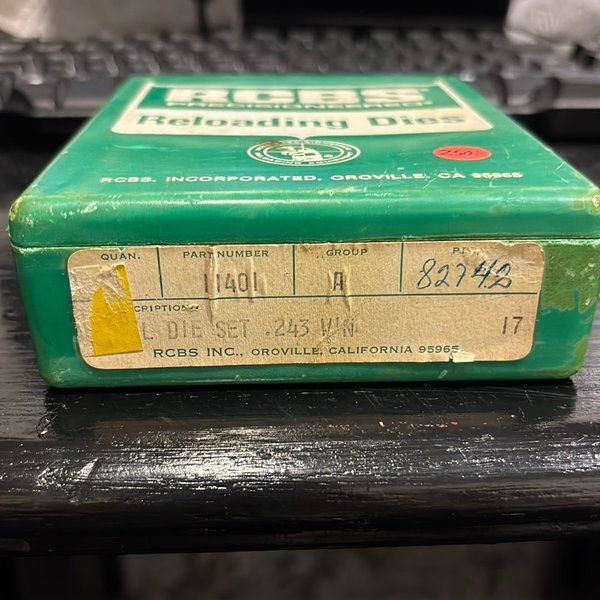 RCBS
PRECISIONEERED
Reloading Dies
RCBS, INCORPORATED, OROVILLE, CA 95965
QUAN. PART NUMBER GROUP
11401 A 82742
L DIE SET .243 WIN 17
RCBS INC., OROVILLE, CALIFORNIA 95965